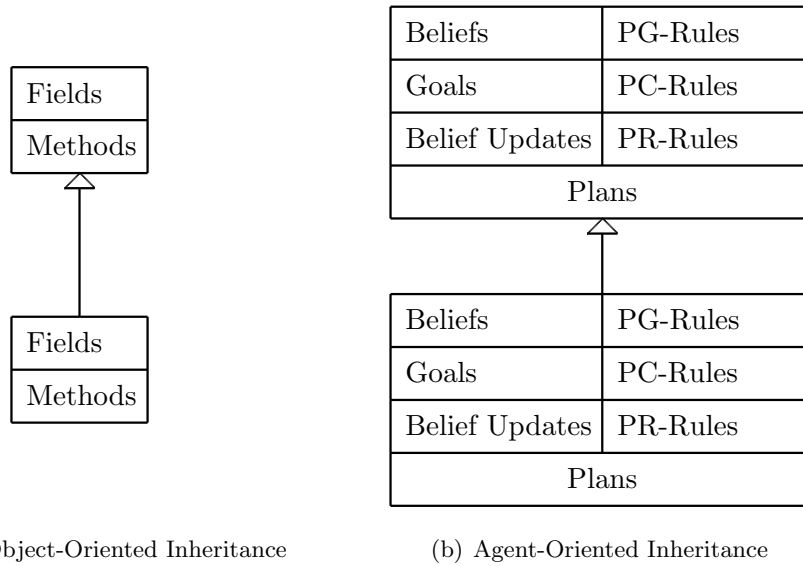 Fields
Methods
Fields
Methods
Object-Oriented Inheritance
Beliefs PG-Rules
Goals PC-Rules
Belief Updates PR-Rules
Plans
Beliefs PG-Rules
Goals PC-Rules
Belief Updates PR-Rules
Plans
(b) Agent-Oriented Inheritance